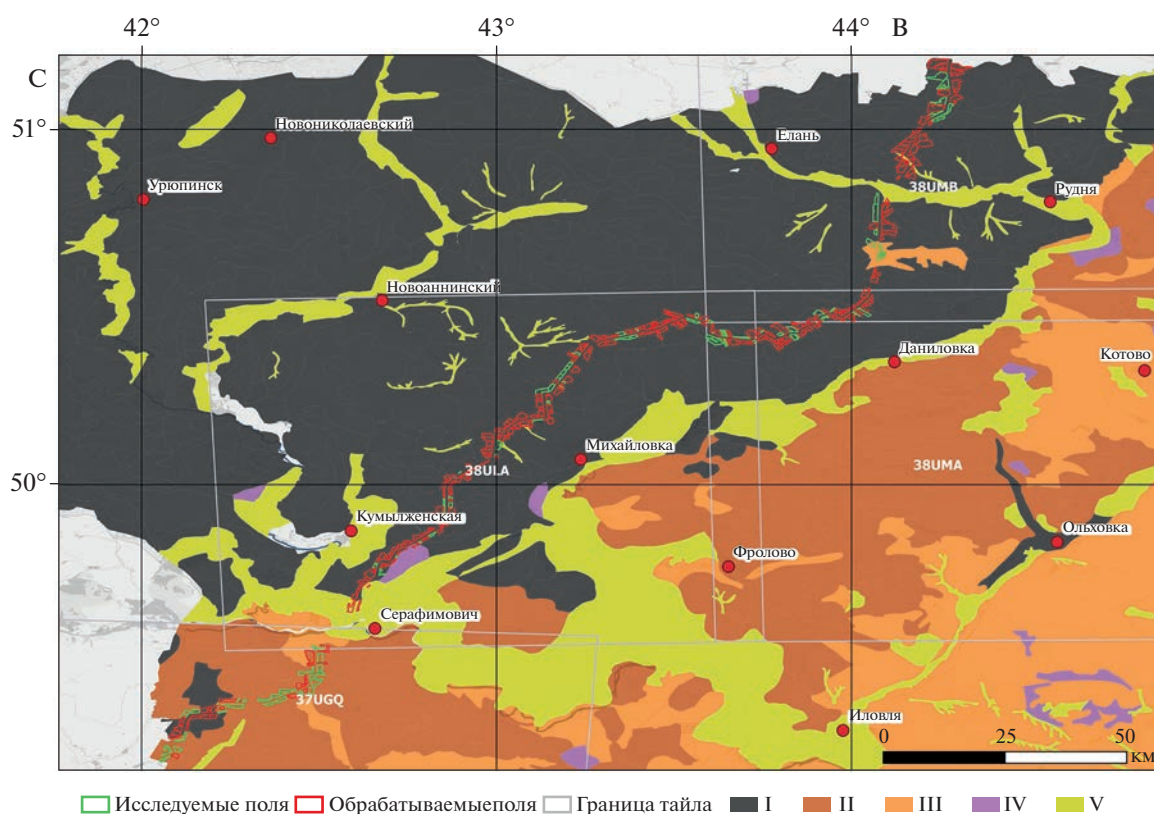 42° 43° 44° В
С
51°
Новониколаевский
Елань
Урюпинск
38UMB
Рудня
Новоаннинский
Даниловка
Котово
Михайловка
38ULA
38UMA
50°
Кумылженская
Ольховка
Фролово
Серафимович
37UGQ
Иловля
0 25 50
км
Исследуемые поля Обрабатываемыеполя Граница тайла I II III IV V